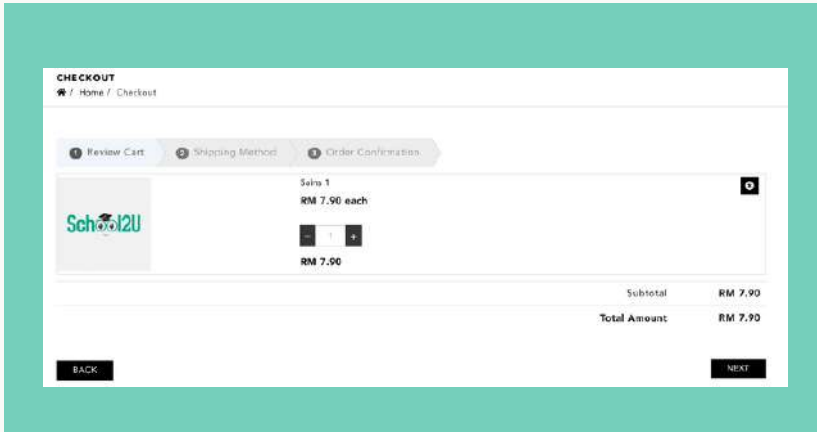 CHECKOUT
/ Home / Checkout
1 Review Cart
2 Shipping Method
3 Order Confirmation
School2U
Sains 1
RM 7.90 each
- 1 +
RM 7.90
Subtotal RM 7.90
Total Amount RM 7.90
BACK
NEXT